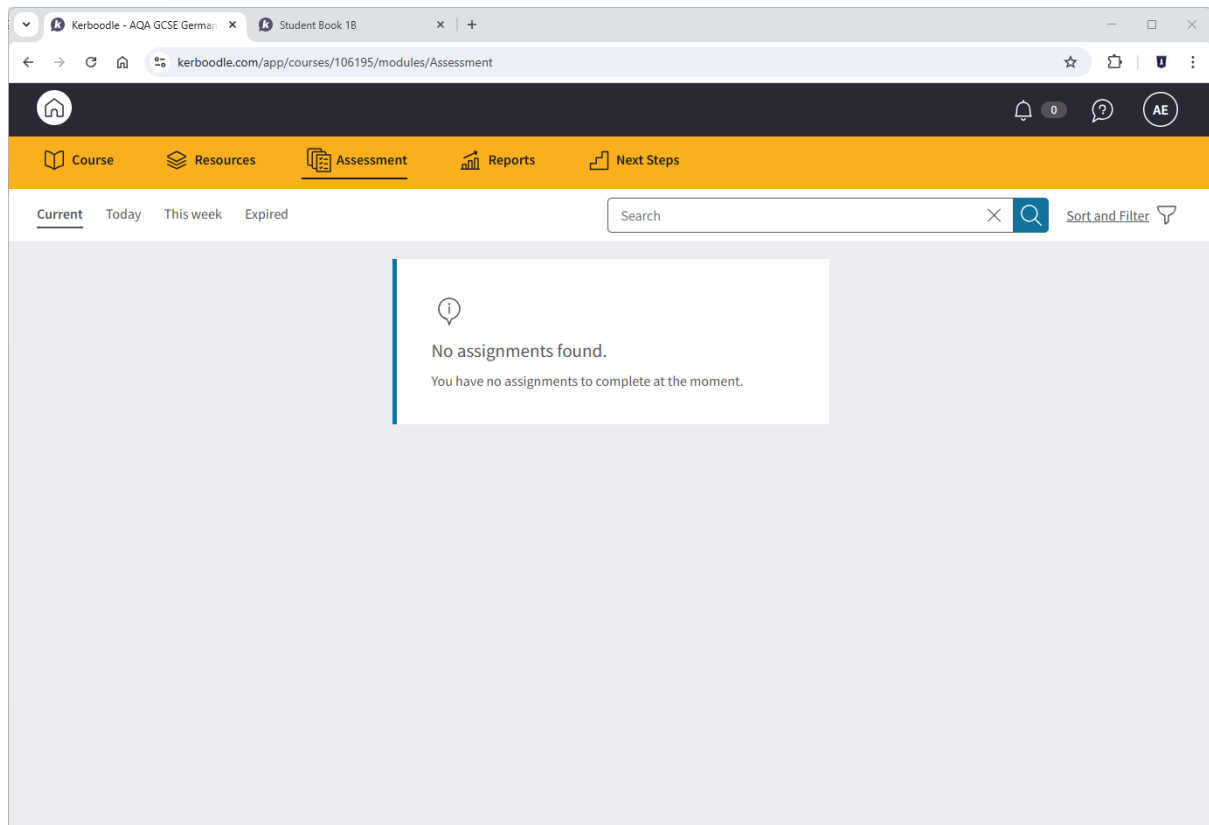 Kerboodle - AQA GCSE German
Student Book 1B
kerboodle.com/app/courses/106195/modules/Assessment
0
AE
Course Resources Assessment Reports Next Steps
Current Today This week Expired Search Sort and Filter
No assignments found.
You have no assignments to complete at the moment.